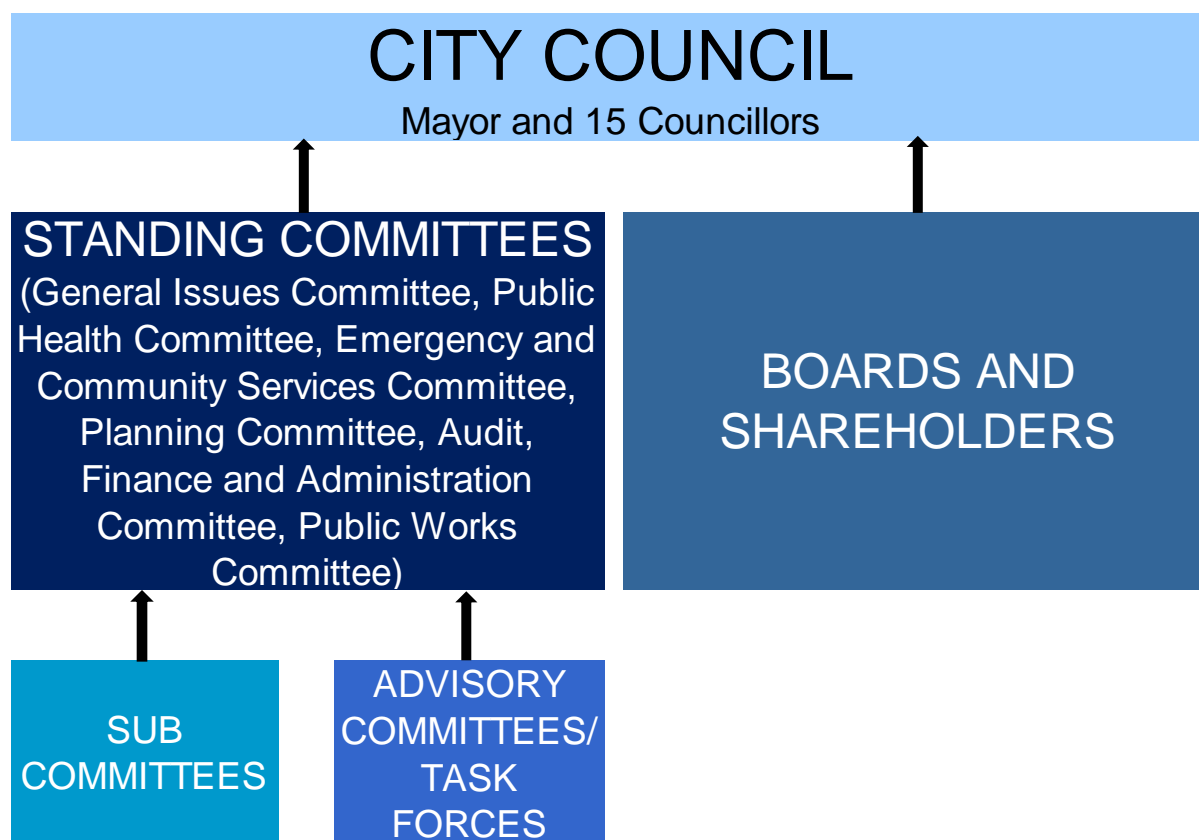 CITY COUNCIL
Mayor and 15 Councillors
STANDING COMMITTEES
(General Issues Committee, Public
Health Committee, Emergency and
Community Services Committee,
Planning Committee, Audit,
Finance and Administration
Committee, Public Works
Committee)
BOARDS AND
SHAREHOLDERS
SUB
COMMITTEES
ADVISORY
COMMITTEES/
TASK
FORCES